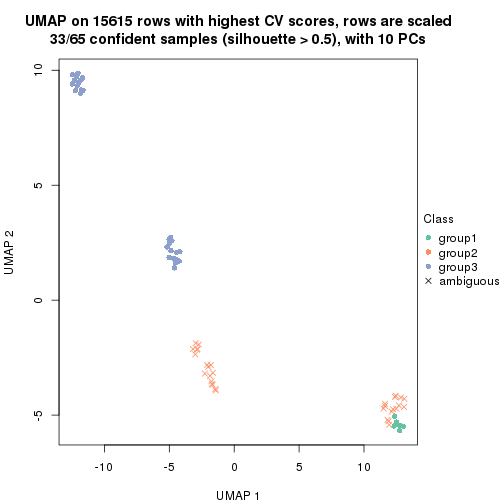 UMAP on 15615 rows with highest CV scores, rows are scaled
33/65 confident samples (silhouette > 0.5), with 10 PCs
10
5
0
-5
UMAP 2
-10
-5
0
5
10
UMAP 1
Class
group1
group2
group3
ambiguous